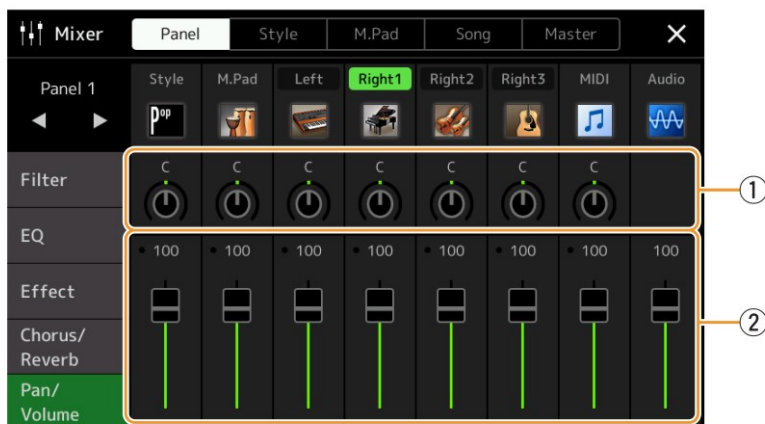 Mixer
Panel Style M.Pad Song Master
Panel 1
Style M.Pad Left Right1 Right2 Right3 MIDI Audio
Pop
Filter
C C C C C C C
①
EQ
100 100 100 100 100 100 100 100
Effect
②
Chorus/
Reverb
Pan/
Volume